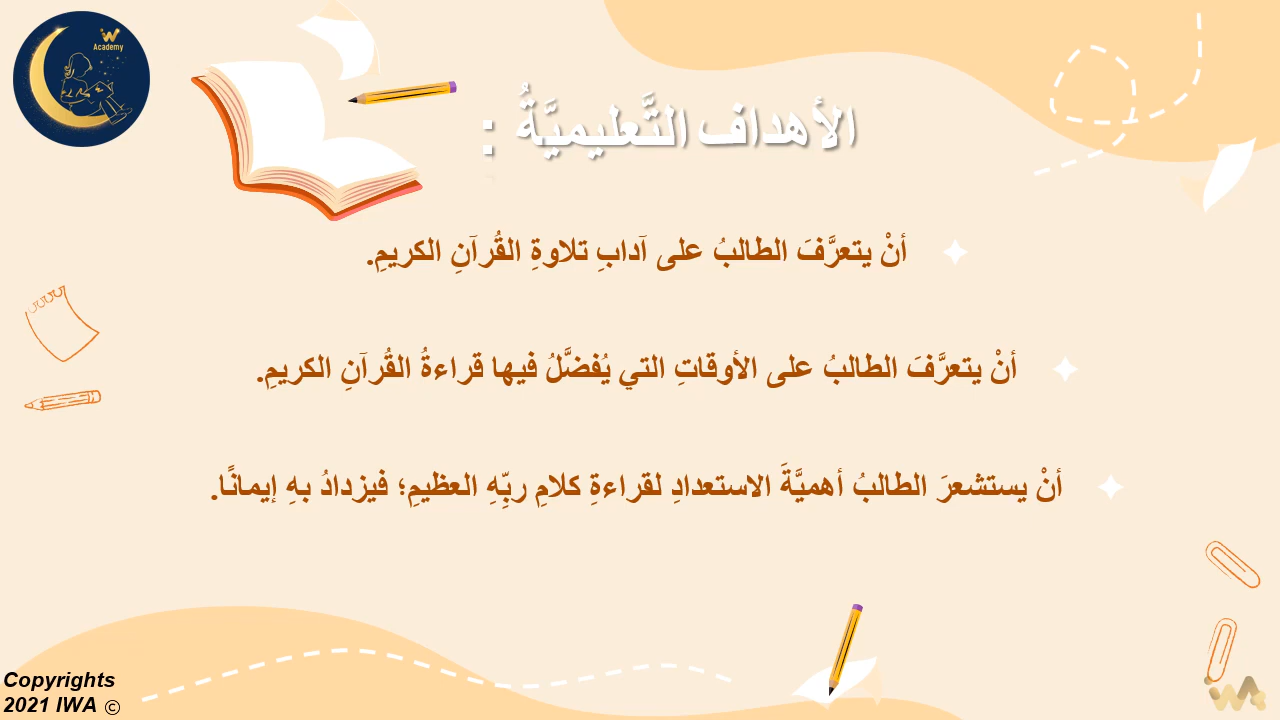 Academy
الأهداف التَّعليميَّةُ :
أنْ يتعرَّفَ الطالبُ على آدابِ تلاوةِ القُرآنِ الكريمِ.
أنْ يتعرَّفَ الطالبُ على الأوقاتِ التي يُفضَّلُ فيها قراءةُ القُرآنِ الكريمِ.
أنْ يستشعرَ الطالبُ أهميَّةَ الاستعدادِ لقراءةِ كلامِ ربِّهِ العظيمِ؛ فيزدادُ بهِ إيمانًا.
Copyrights
2021 IWA ©